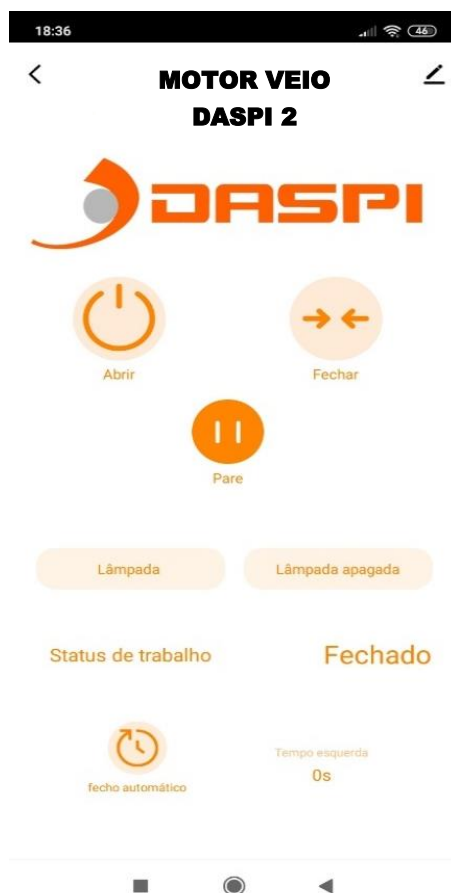 18:36
46
MOTOR VEIO
DASPI 2
DASPI
Abrir
Fechar
Pare
Lâmpada
Lâmpada apagada
Status de trabalho
Fechado
fecho automático
Tempo esquerda
0s